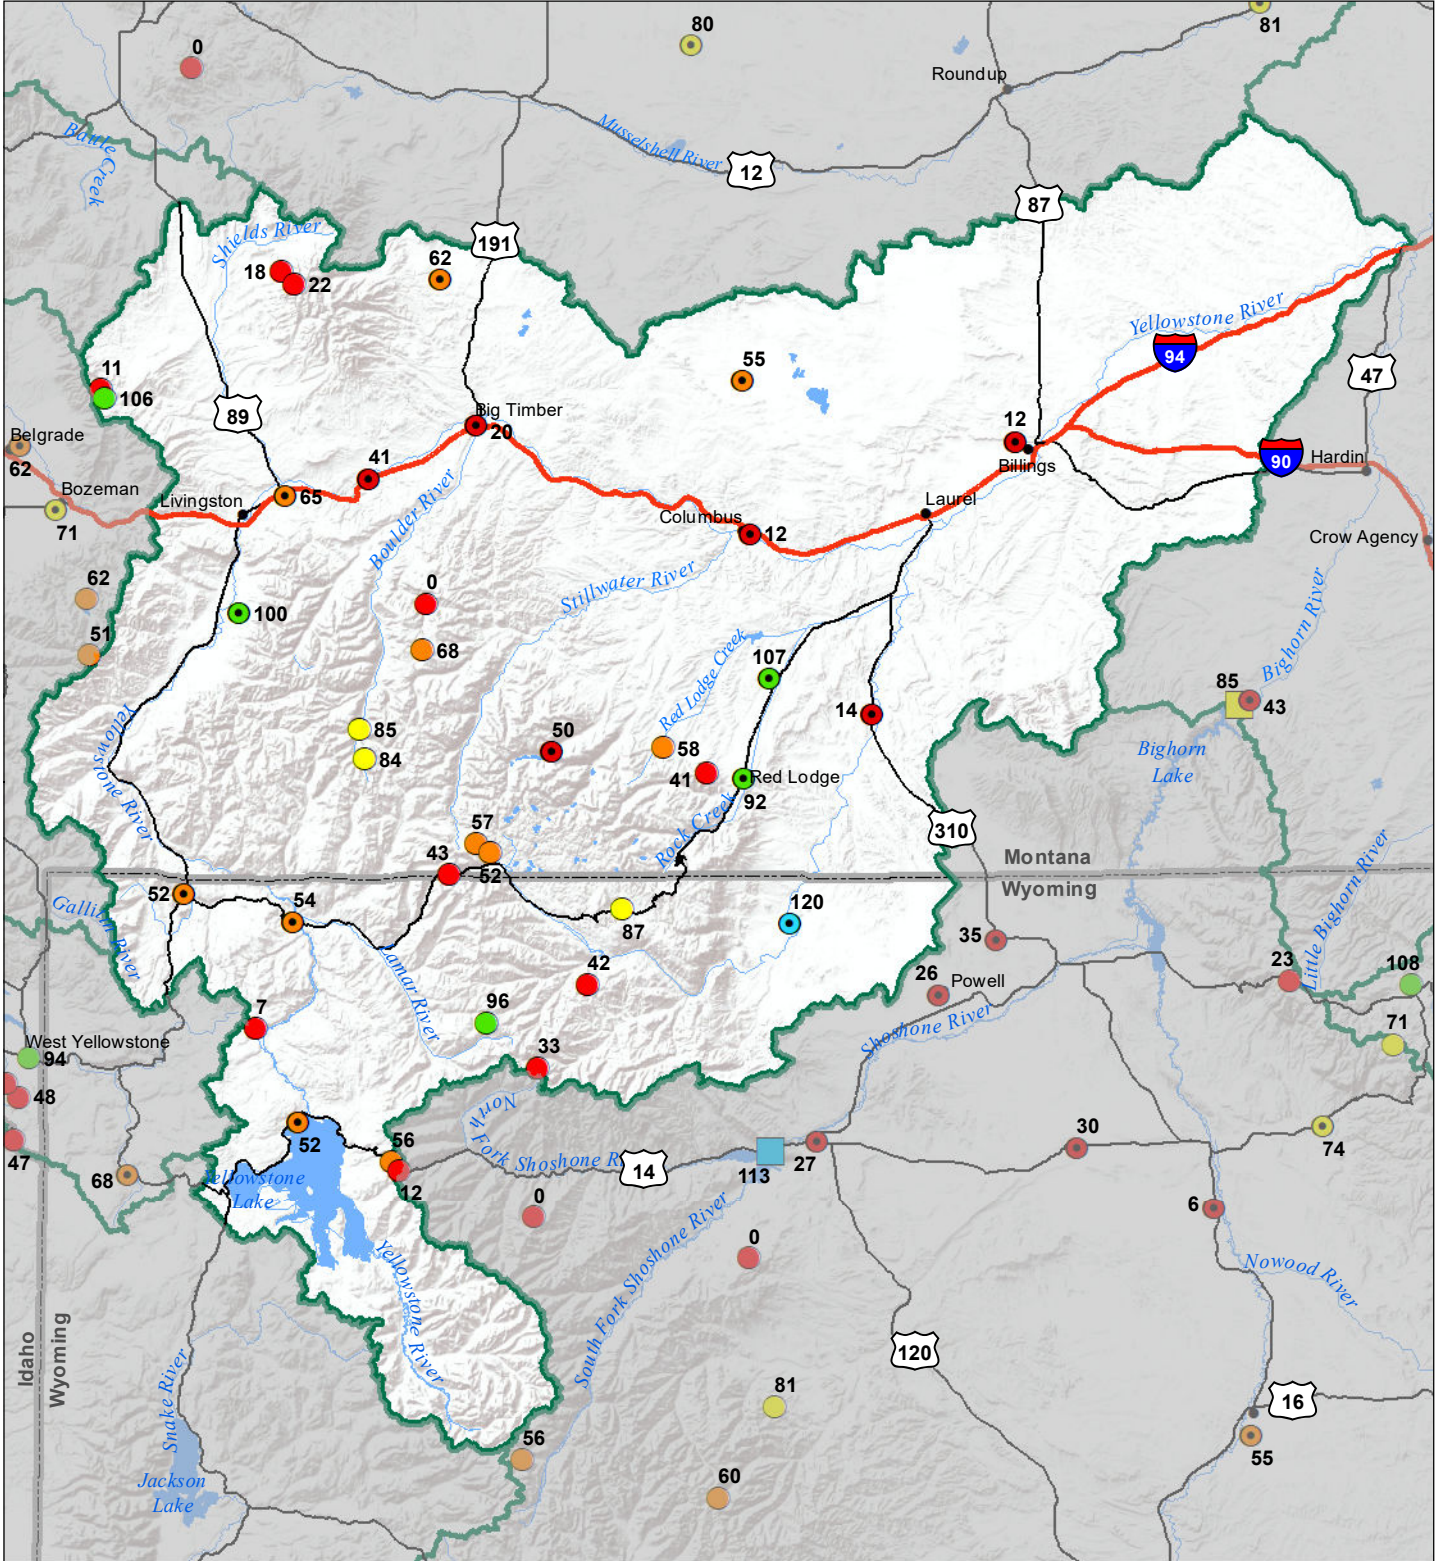 80
81
0
Roundup
Battle Creek
Musselshell River
12
87
Shields River
191
62
18
22
Yellowstone River
94
47
11
106
89
55
Big Timber
20
12
Billings
90
Hardin
Belgrade
62
Bozeman
71
41
65
Livingston
Boulder River
Columbus
12
Laurel
Crow Agency
62
51
100
0
68
Stillwater River
Red Lodge Creek
107
14
Bighorn River
85
43
Yellowstone River
85
84
50
58
41
Red Lodge
92
Bighorn
Lake
57
52
43
Rock Creek
310
Montana
Wyoming
Little Bighorn River
52
54
Gallitin River
87
120
35
26
Powell
23
108
Lamar River
42
96
7
33
Shoshone River
71
West Yellowstone
94
48
47
52
North
Fork Shoshone R
56
12
14
113
27
30
74
68
Yellowstone
Lake
0
0
6
South Fork Shoshone River
Nowood River
Yellowstone River
Idaho
Wyoming
Snake River
120
81
16
55
56
60
Jackson
Lake